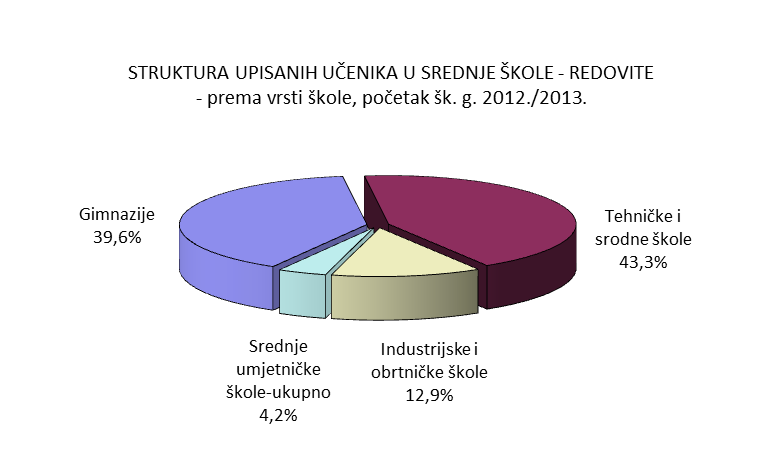 STRUKTURA UPISANIH UČENIKA U SREDNJE ŠKOLE - REDOVITE
- prema vrsti škole, početak šk. g. 2012./2013.
Gimnazije
39,6%
Tehničke i
srodne škole
43,3%
Srednje
umjetničke
škole-ukupno
4,2%
Industrijske i
obrtničke škole
12,9%